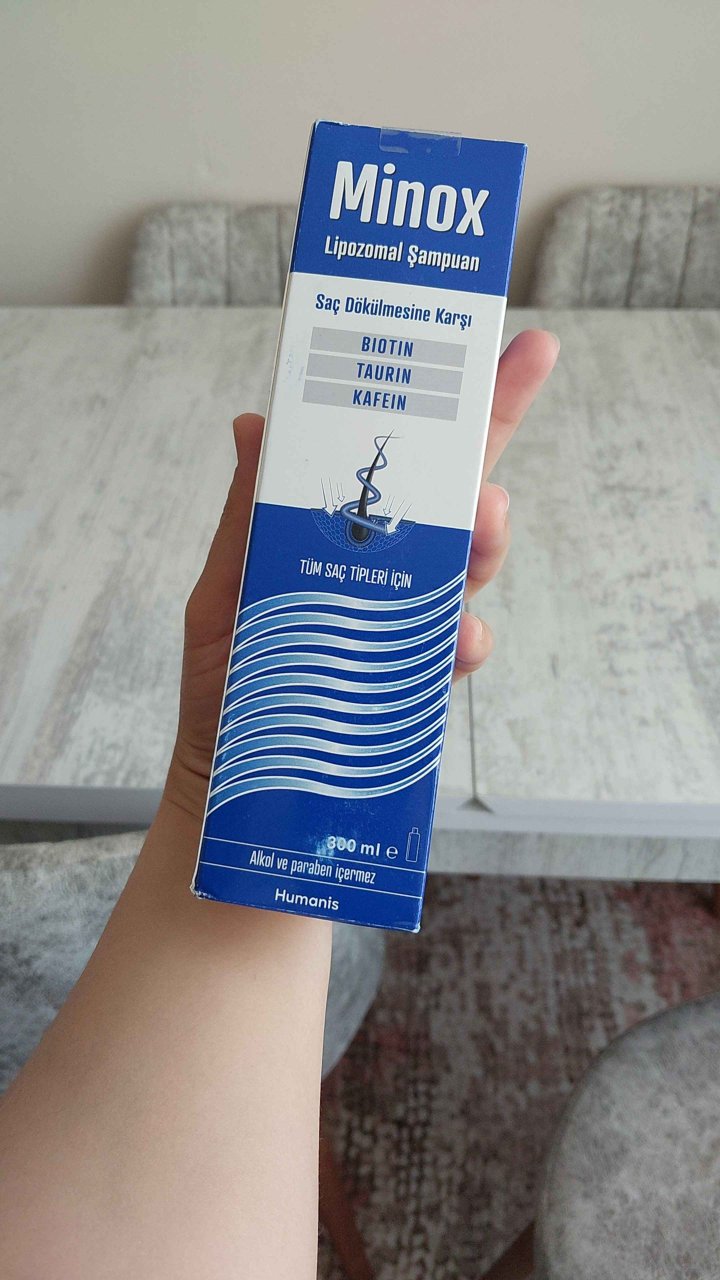 Minox
Lipozomal Şampuan
Saç Dökülmesine Karşı
BIOTIN
TAURIN
KAFEIN
TÜM SAÇ TİPLERİ İÇİN
300 ml ℮
Alkol ve paraben içermez
Humanis